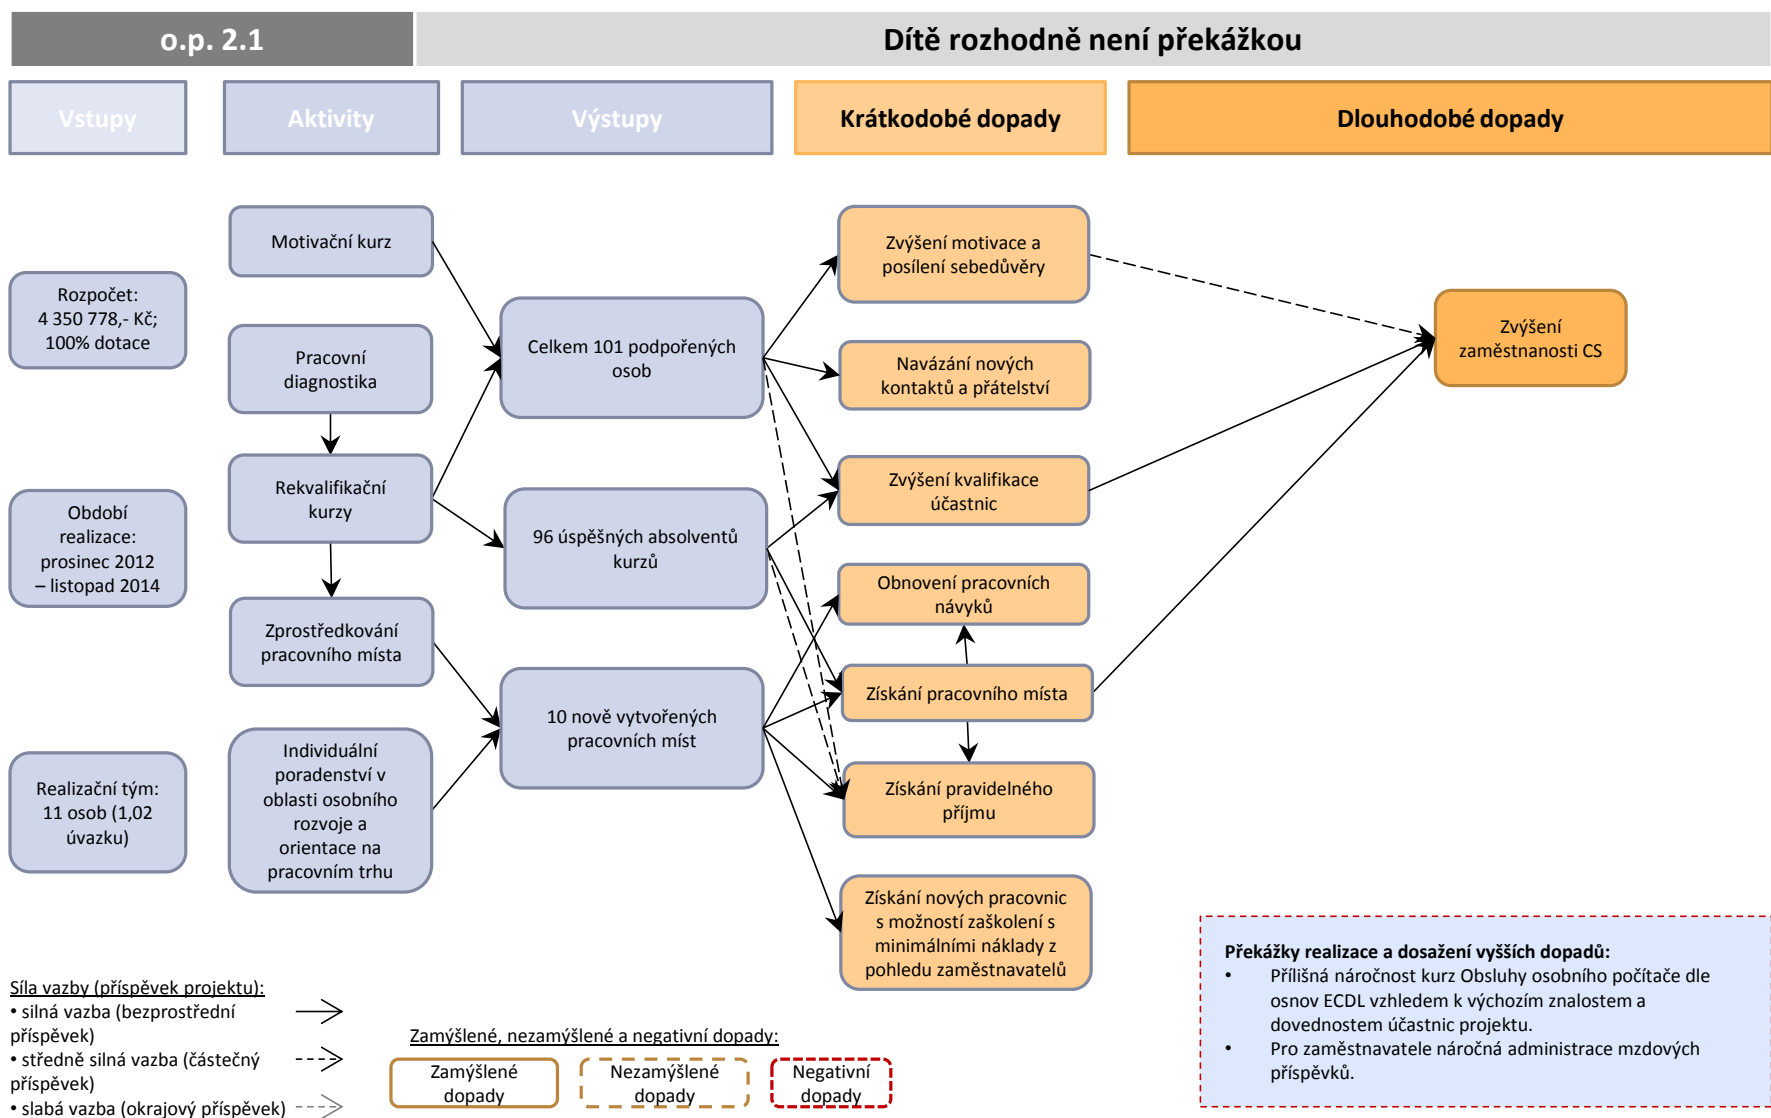 o.p. 2.1
Dítě rozhodně není překážkou
Vstupy
Aktivity
Výstupy
Krátkodobé dopady
Dlouhodobé dopady
Rozpočet:
4 350 778,- Kč;
100% dotace
Období
realizace:
prosinec 2012
– listopad 2014
Realizační tým:
11 osob (1,02
úvazku)
Motivační kurz
Pracovní
diagnostika
Rekvalifikační
kurzy
Zprostředkování
pracovního místa
Individuální
poradenství v
oblasti osobního
rozvoje a
orientace na
pracovním trhu
Celkem 101 podpořených
osob
96 úspěšných absolventů
kurzů
10 nově vytvořených
pracovních míst
Zvýšení motivace a
posílení sebedůvěry
Navázání nových
kontaktů a přátelství
Zvýšení kvalifikace
účastnic
Obnovení pracovních
návyků
Získání pracovního místa
Získání pravidelného
příjmu
Získání nových pracovnic
s možností zaškolení s
minimálními náklady z
pohledu zaměstnavatelů
Zvýšení
zaměstnanosti CS
Překážky realizace a dosažení vyšších dopadů:
• Přílišná náročnost kurz Obsluhy osobního počítače dle
osnov ECDL vzhledem k výchozím znalostem a
dovednostem účastnic projektu.
• Pro zaměstnavatele náročná administrace mzdových
příspěvků.
Síla vazby (příspěvek projektu):
• silná vazba (bezprostřední
příspěvek)
• středně silná vazba (částečný
příspěvek)
• slabá vazba (okrajový příspěvek)
Zamýšlené, nezamýšlené a negativní dopady:
Zamýšlené
dopady
Nezamýšlené
dopady
Negativní
dopady